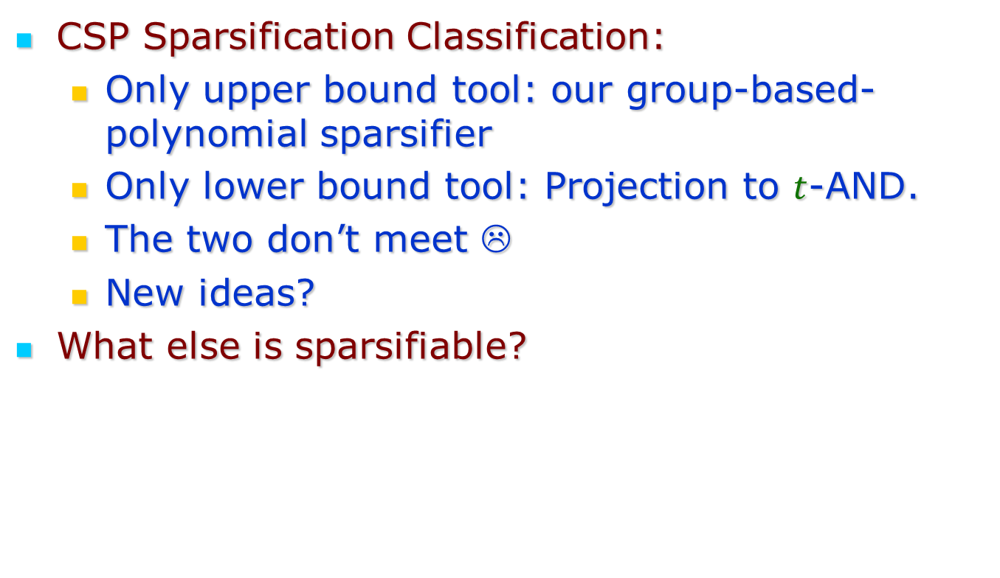 CSP Sparsification Classification:
Only upper bound tool: our group-based-
polynomial sparsifier
Only lower bound tool: Projection to t-AND.
The two don’t meet ☹
New ideas?
What else is sparsifiable?